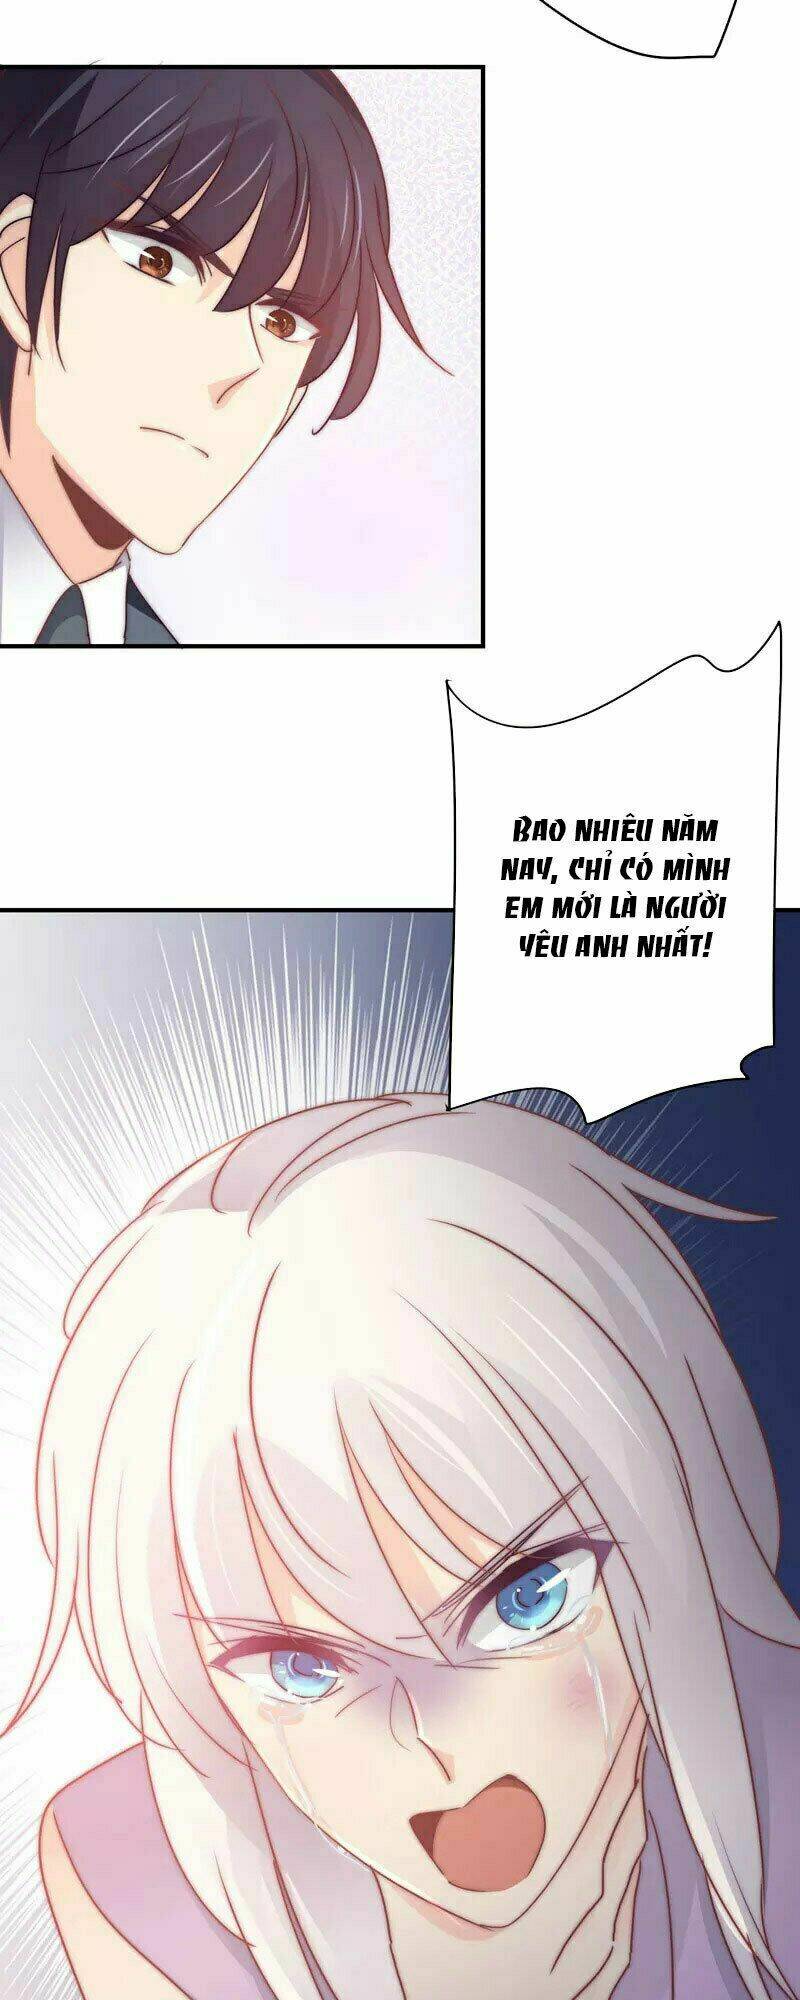 BAO NHIÊU NĂM
NAY, CHỈ CÓ MÌNH
EM MỚI LÀ NGƯỜI
YÊU ANH NHẤT!